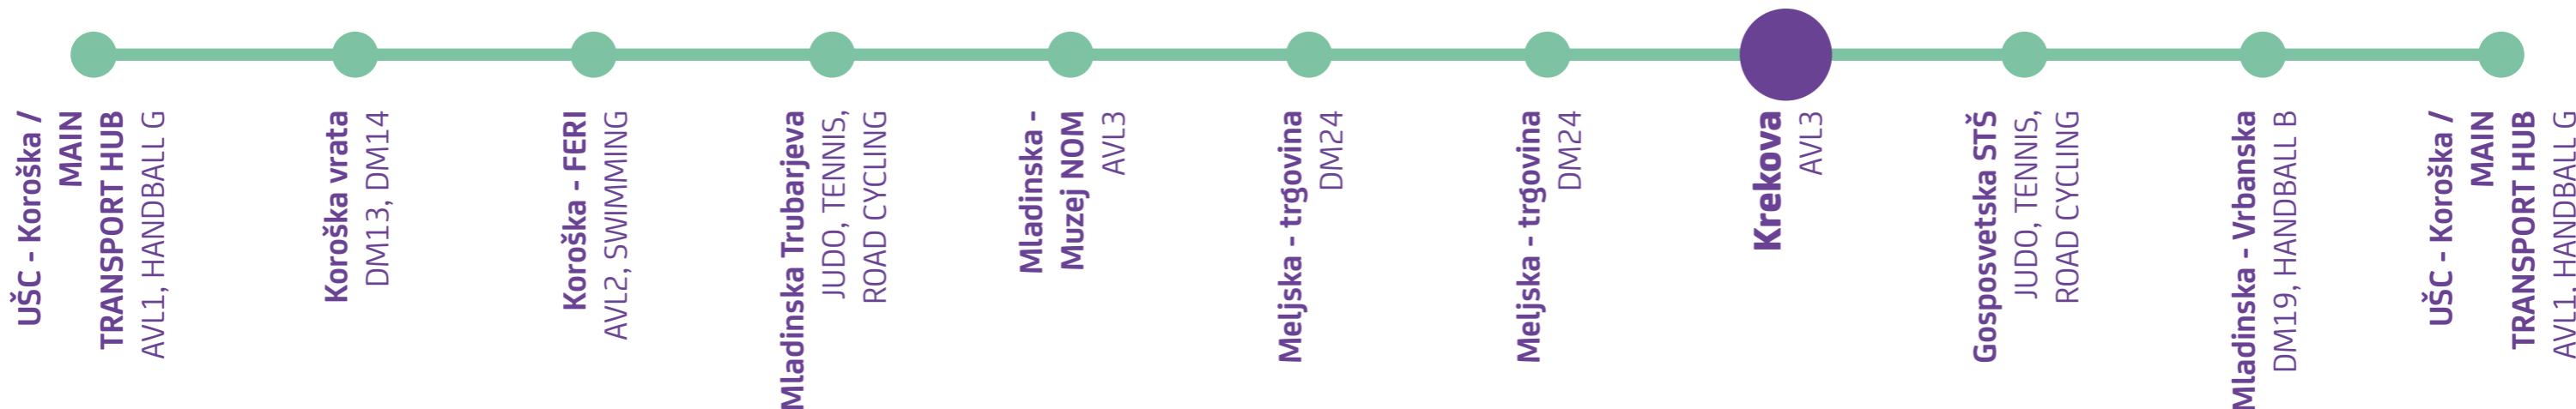 UŠC - Koroška /
MAIN
TRANSPORT HUB
AVL1, HANDBALL G
Koroška vrata
DM13, DM14
Koroška - FERI
AVL2, SWIMMING
Mladinska Trubarjeva
JUDO, TENNIS,
ROAD CYCLING
Mladinska -
Muzej NOM
AVL3
Meljska - trgovina
DM24
Meljska - trgovina
DM24
Krekova
AVL3
Gosposvetska STŠ
JUDO, TENNIS,
ROAD CYCLING
Mladinska - Vrbanska
DM19, HANDBALL B
UŠC - Koroška /
MAIN
TRANSPORT HUB
AVL1, HANDBALL G